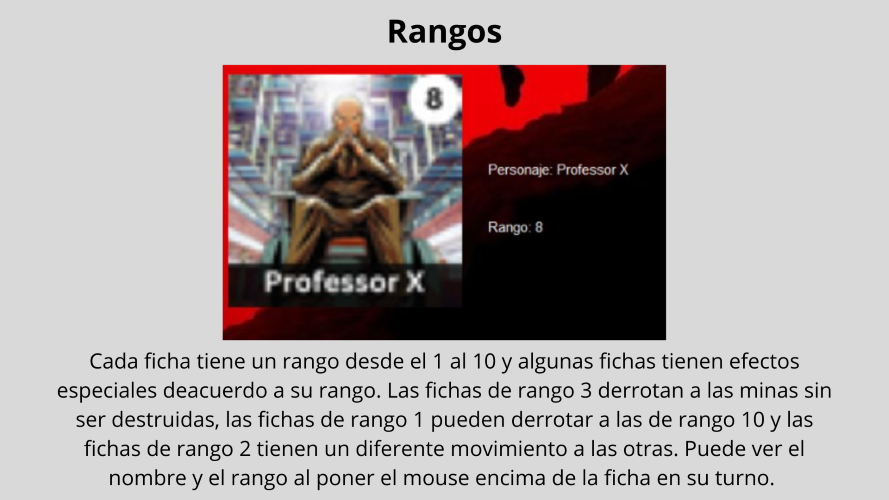 Rangos
8
Professor X
Personaje: Professor X
Rango: 8
Cada ficha tiene un rango desde el 1 al 10 y algunas fichas tienen efectos
especiales deacuerdo a su rango. Las fichas de rango 3 derrotan a las minas sin
ser destruidas, las fichas de rango 1 pueden derrotar a las de rango 10 y las
fichas de rango 2 tienen un diferente movimiento a las otras. Puede ver el
nombre y el rango al poner el mouse encima de la ficha en su turno.